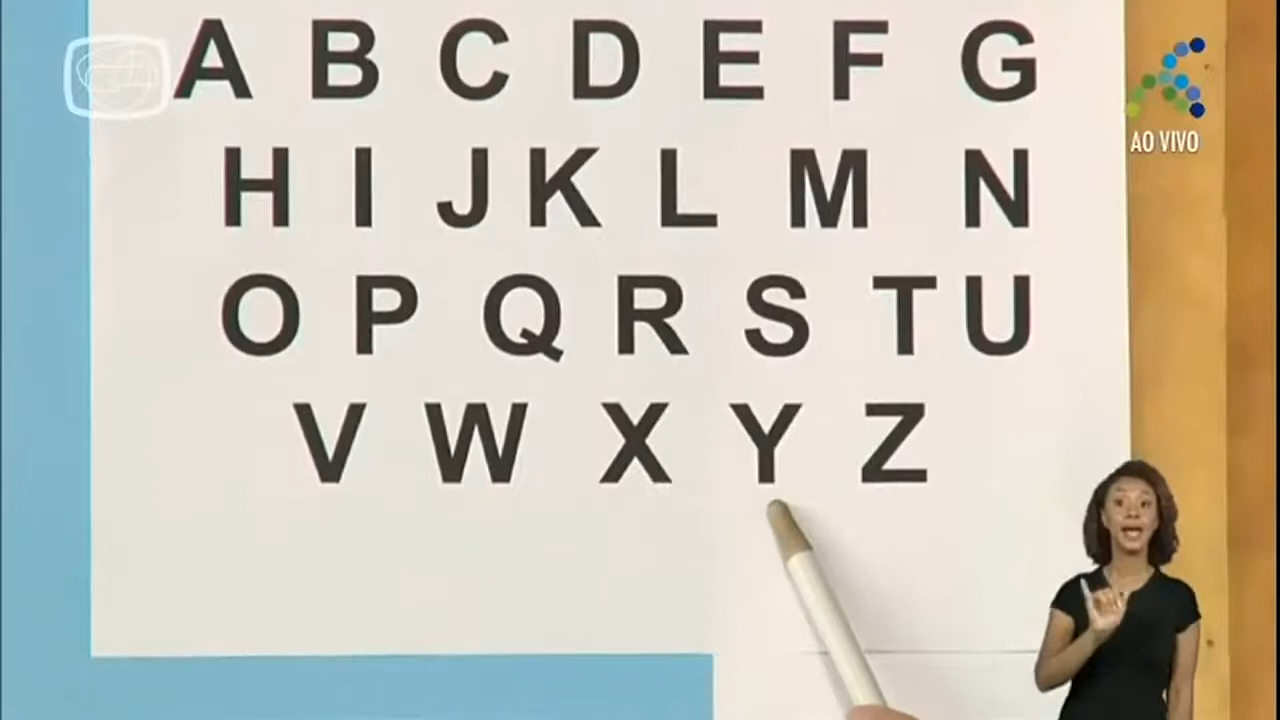 A B C D E F G
H I J K L M N
O P Q R S T U
V W X Y Z
AO VIVO